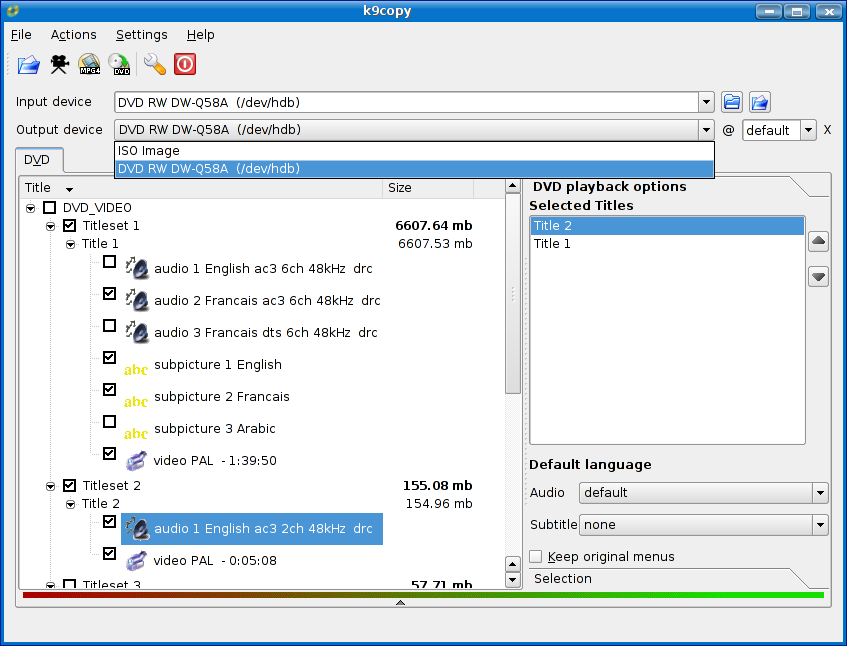 k9copy
File Actions Settings Help
MPG4 DVD
Input device DVD RW DW-Q58A (/dev/hdb)
Output device DVD RW DW-Q58A (/dev/hdb) @ default X
ISO Image
DVD RW DW-Q58A (/dev/hdb)
DVD
Title Size
DVD_VIDEO
Titleset 1 6607.64 mb
Title 1 6607.53 mb
audio 1 English ac3 6ch 48kHz drc
audio 2 Francais ac3 6ch 48kHz drc
audio 3 Francais dts 6ch 48kHz drc
abc subpicture 1 English
abc subpicture 2 Francais
abc subpicture 3 Arabic
video PAL - 1:39:50
Titleset 2 155.08 mb
Title 2 154.96 mb
audio 1 English ac3 2ch 48kHz drc
video PAL - 0:05:08
Titleset 3 57.71 mb
DVD playback options
Selected Titles
Title 2
Title 1
Default language
Audio default
Subtitle none
Keep original menus
Selection